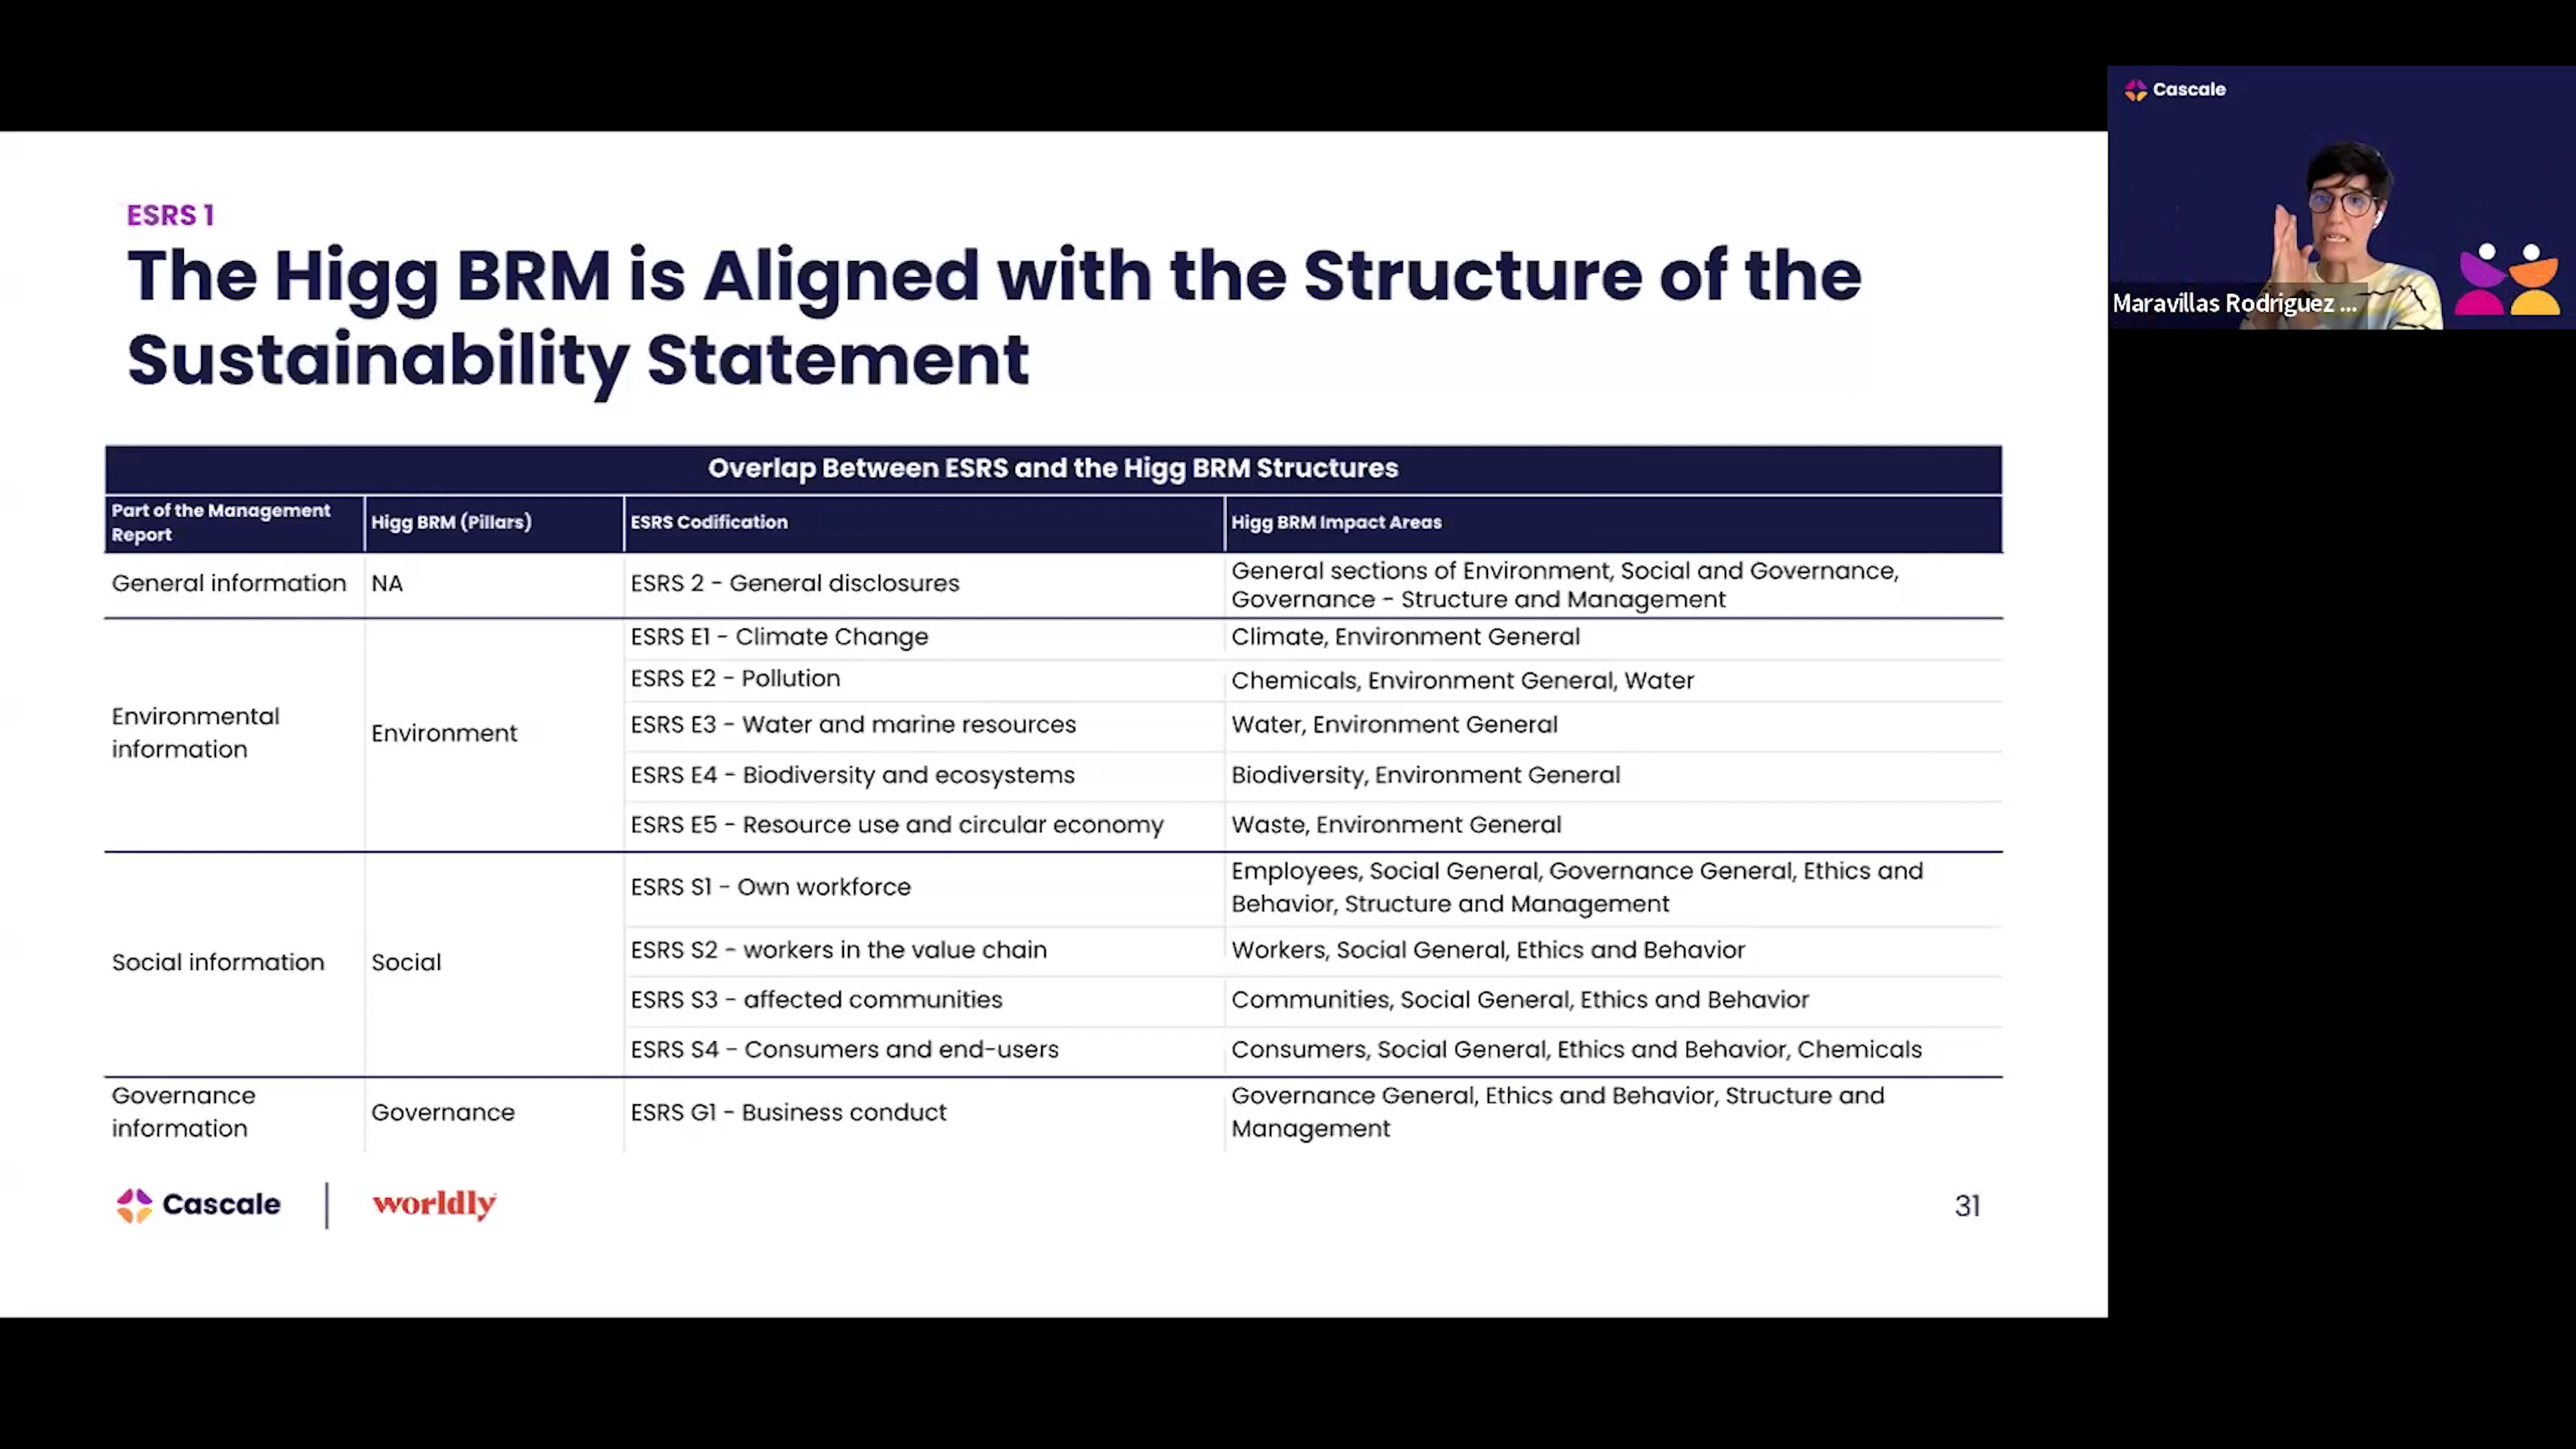 ESRS 1
The Higg BRM is Aligned with the Structure of the
Sustainability Statement
Overlap Between ESRS and the Higg BRM Structures
Part of the Management
Report
Higg BRM (Pillars)
ESRS Codification
Higg BRM Impact Areas
General information
NA
ESRS 2 - General disclosures
General sections of Environment, Social and Governance,
Governance - Structure and Management
Environmental
information
Environment
ESRS E1 - Climate Change
Climate, Environment General
ESRS E2 - Pollution
Chemicals, Environment General, Water
ESRS E3 - Water and marine resources
Water, Environment General
ESRS E4 - Biodiversity and ecosystems
Biodiversity, Environment General
ESRS E5 - Resource use and circular economy
Waste, Environment General
Social information
Social
ESRS S1 - Own workforce
Employees, Social General, Governance General, Ethics and
Behavior, Structure and Management
ESRS S2 - workers in the value chain
Workers, Social General, Ethics and Behavior
ESRS S3 - affected communities
Communities, Social General, Ethics and Behavior
ESRS S4 - Consumers and end-users
Consumers, Social General, Ethics and Behavior, Chemicals
Governance
information
Governance
ESRS G1 - Business conduct
Governance General, Ethics and Behavior, Structure and
Management
Cascale
worldly
31
Cascale
Maravillas Rodriguez ...